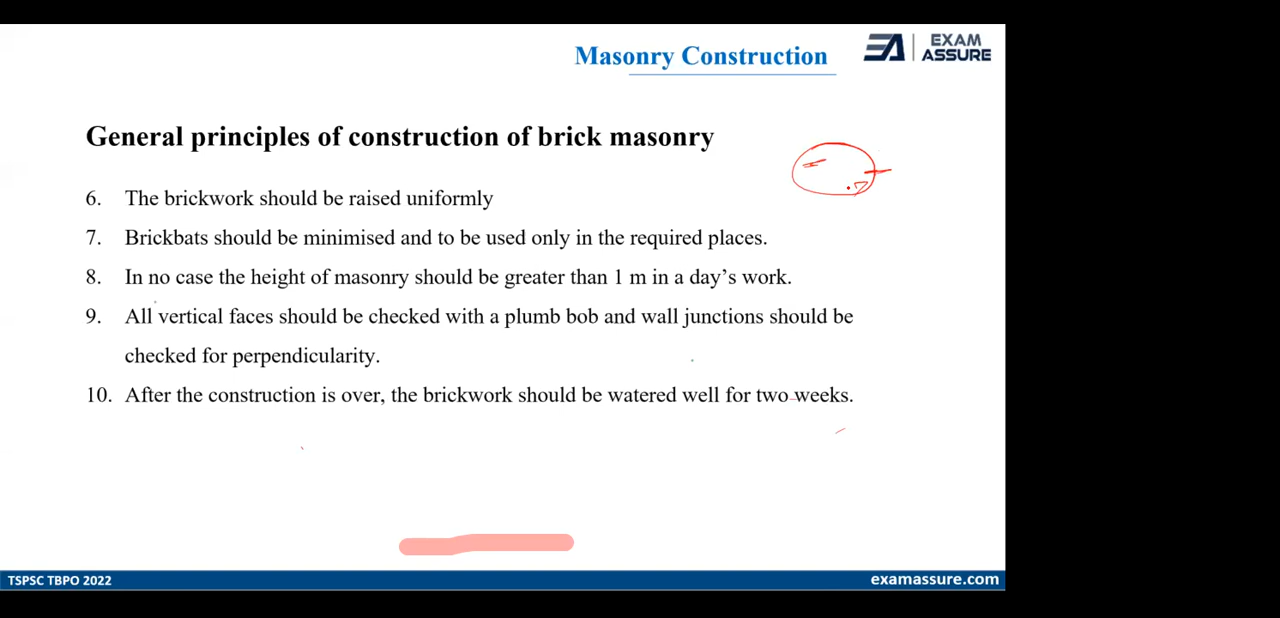 Masonry Construction
EXAM
ASSURE
General principles of construction of brick masonry
6. The brickwork should be raised uniformly
7. Brickbats should be minimised and to be used only in the required places.
8. In no case the height of masonry should be greater than 1 m in a day’s work.
9. All vertical faces should be checked with a plumb bob and wall junctions should be
checked for perpendicularity.
10. After the construction is over, the brickwork should be watered well for two weeks.
TSPSC TBPO 2022
examassure.com